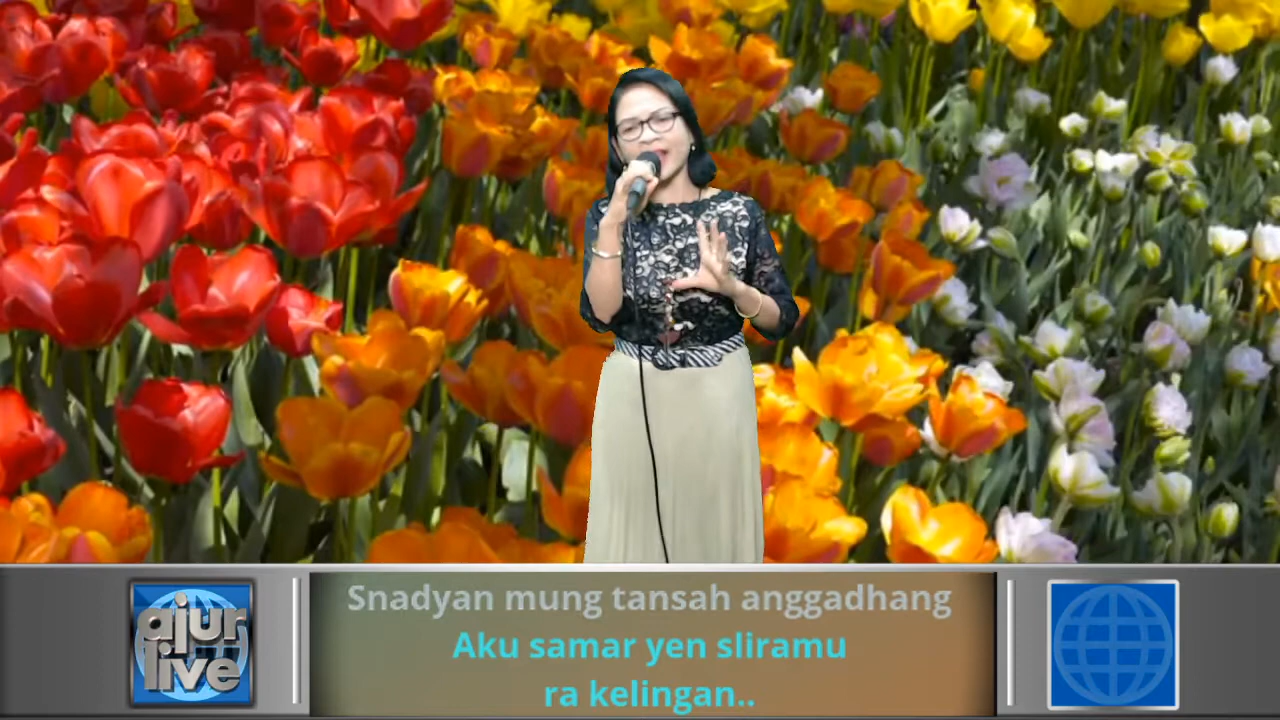 ajur
live
Snadyan mung tansah anggadhang
Aku samar yen sliramu
ra kelingan..